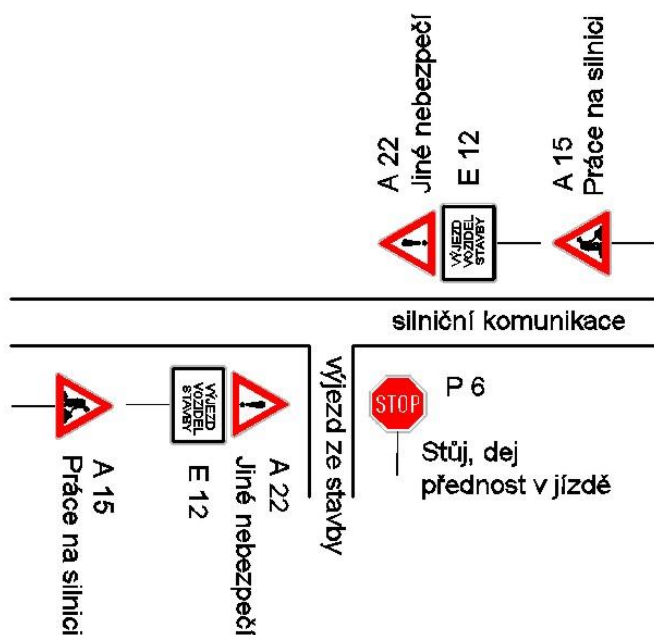 A 22
Jiné nebezpečí
E 12
A 15
Práce na silnici
VÝJEZD
VOZIDEL
STAVBY
silniční komunikace
výjezd ze stavby
STOP
P 6
Stůj, dej
přednost v jízdě
VÝJEZD
VOZIDEL
STAVBY
A 15
Práce na silnici
E 12
A 22
Jiné nebezpečí